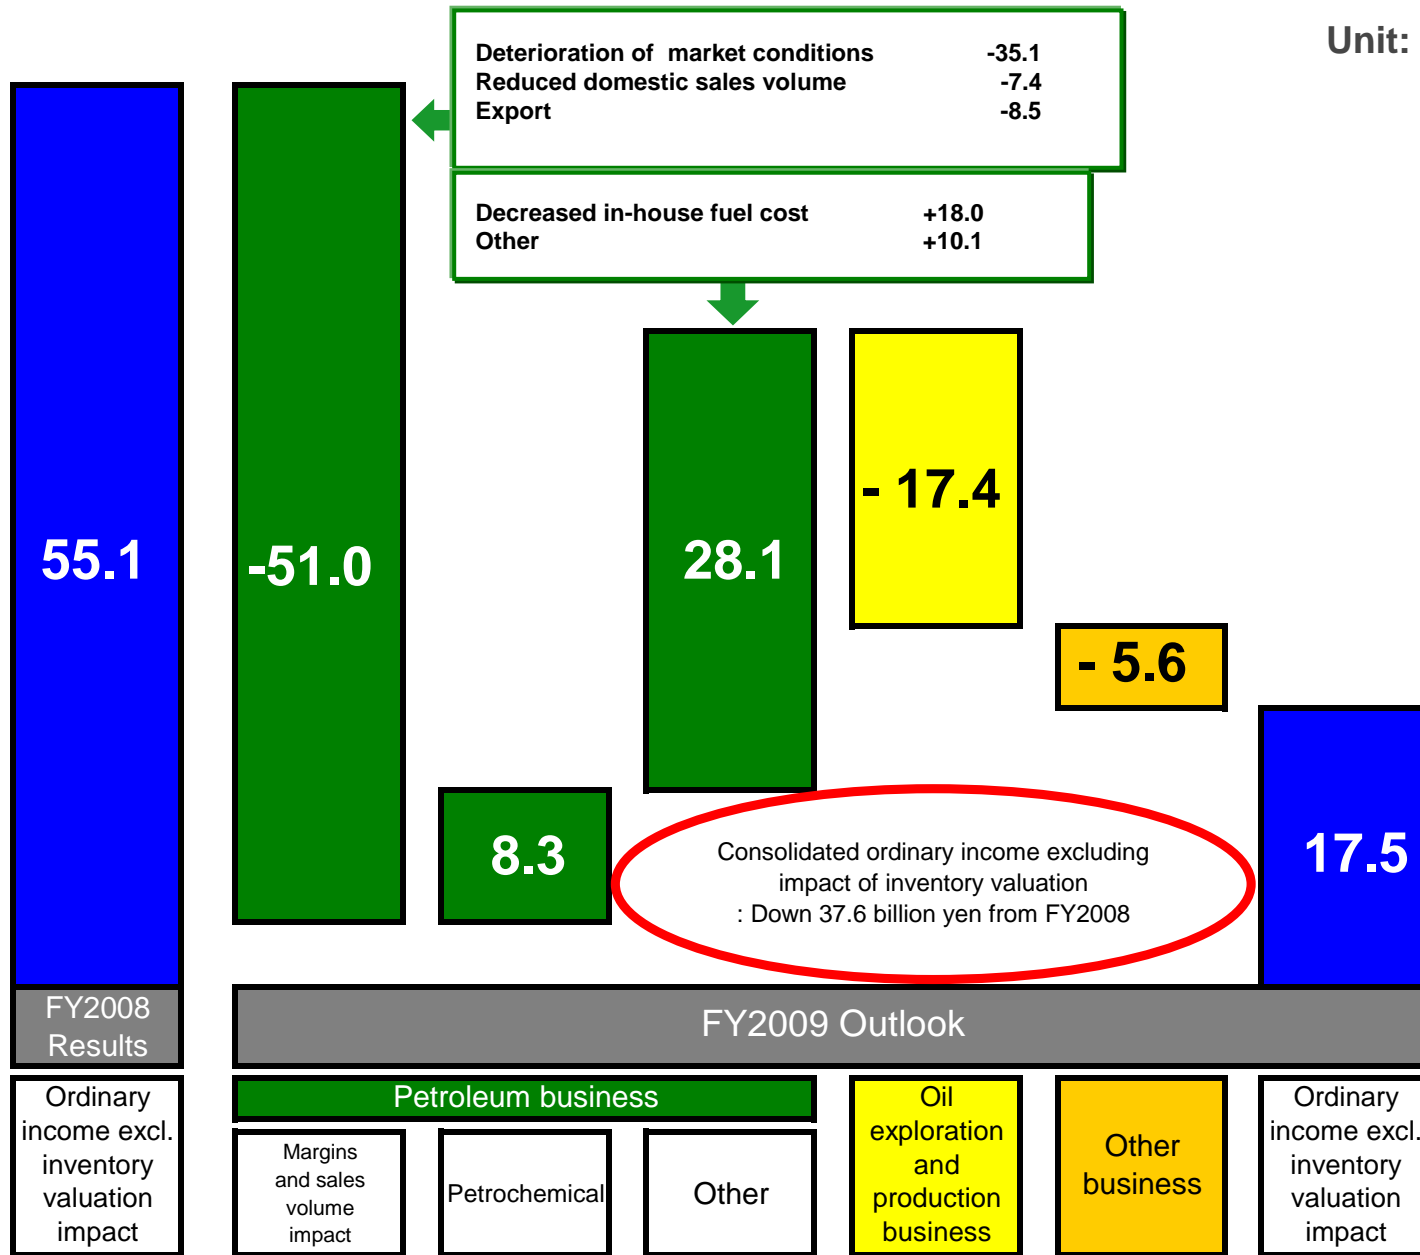 Unit:
Deterioration of market conditions -35.1
Reduced domestic sales volume -7.4
Export -8.5
Decreased in-house fuel cost +18.0
Other +10.1
55.1
-51.0
8.3
28.1
- 17.4
- 5.6
17.5
Consolidated ordinary income excluding
impact of inventory valuation
: Down 37.6 billion yen from FY2008
FY2008
Results
FY2009 Outlook
Ordinary
income excl.
inventory
valuation
impact
Petroleum business
Margins
and sales
volume
impact
Petrochemical
Other
Oil
exploration
and
production
business
Other
business
Ordinary
income excl.
inventory
valuation
impact